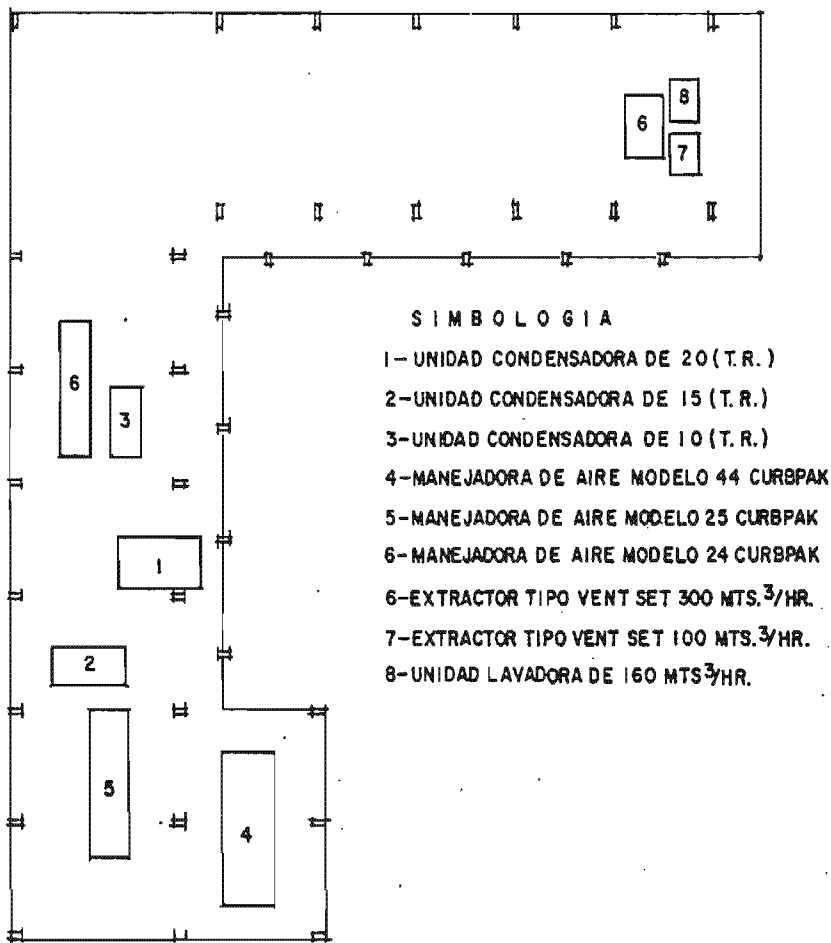 8
6
7
SIMBOLOGIA
1-UNIDAD CONDENSADORA DE 20 (T.R.)
2-UNIDAD CONDENSADORA DE 15 (T.R.)
3-UNIDAD CONDENSADORA DE 10 (T.R.)
4-MANEJADORA DE AIRE MODELO 44 CURBPAK
5-MANEJADORA DE AIRE MODELO 25 CURBPAK
6-MANEJADORA DE AIRE MODELO 24 CURBPAK
6-EXTRACTOR TIPO VENT SET 300 MTS.³/HR.
7-EXTRACTOR TIPO VENT SET 100 MTS.³/HR.
8-UNIDAD LAVADORA DE 160 MTS³/HR.
6
3
1
2
5
4